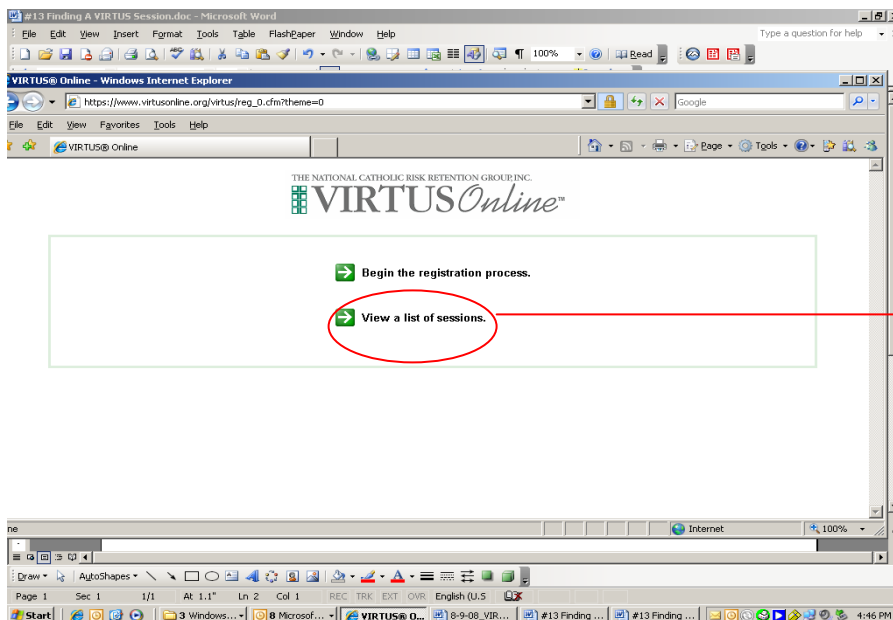 #13 Finding A VIRTUS Session.doc - Microsoft Word
File Edit View Insert Format Tools Table FlashPaper Window Help Type a question for help
100% Read
VIRTUS® Online - Windows Internet Explorer
https://www.virtusonline.org/virtus/reg_0.cfm?theme=0 Google
File Edit View Favorites Tools Help
VIRTUS® Online Page Tools
THE NATIONAL CATHOLIC RISK RETENTION GROUP, INC.
VIRTUS Online™
Begin the registration process.
View a list of sessions.
ne Internet 100%
Draw AutoShapes
Page 1 Sec 1 1/1 At 1.1" Ln 2 Col 1 REC TRK EXT OVR English (U.S
Start 3 Windows... 8 Microsof... VIRTUS® O... 8-9-08_VIR... #13 Finding ... #13 Finding ... 4:46 PM